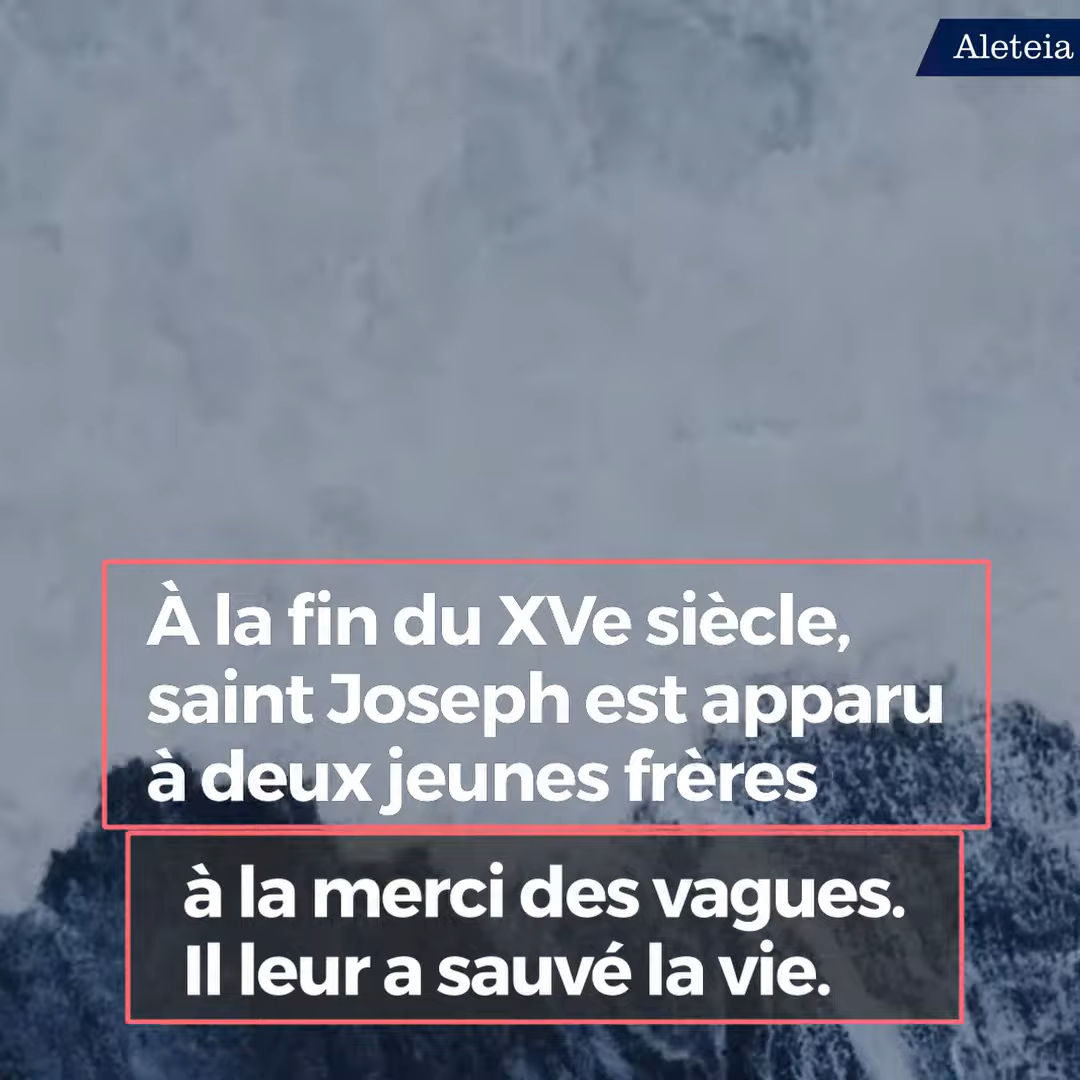 Aleteia
À la fin du XVe siècle,
saint Joseph est apparu
à deux jeunes frères
à la merci des vagues.
Il leur a sauvé la vie.